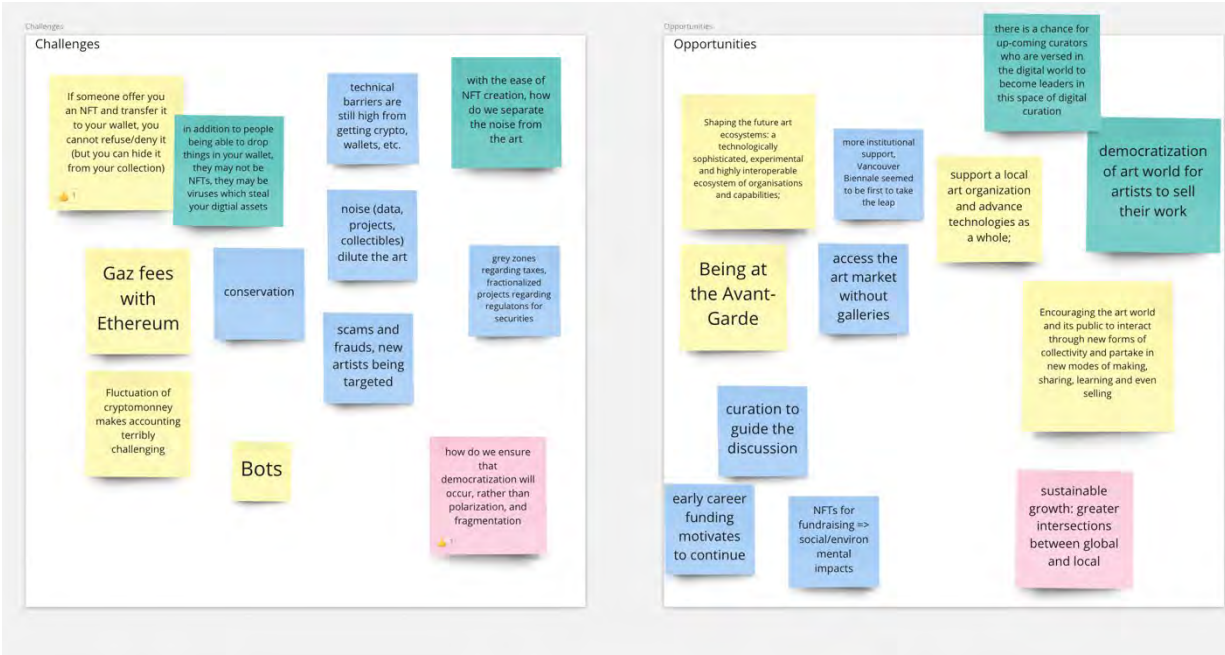 Challenges
Challenges
If someone offer you
an NFT and transfer it
to your wallet, you
cannot refuse/deny it
(but you can hide it
from your collection)
1
in addition to people
being able to drop
things in your wallet,
they may not be
NFTs, they may be
viruses which steal
your digtial assets
technical
barriers are
still high from
getting crypto,
wallets, etc.
with the ease of
NFT creation, how
do we separate
the noise from
the art
noise (data,
projects,
collectibles)
dilute the art
Gaz fees
with
Ethereum
conservation
grey zones
regarding taxes,
fractionalized
projects regarding
regulatons for
securities
scams and
frauds, new
artists being
targeted
Fluctuation of
cryptomonney
makes accounting
terribly
challenging
Bots
how do we ensure
that
democratization will
occur, rather than
polarization, and
fragmentation
1
Opportunities
Opportunities
there is a chance for
up-coming curators
who are versed in
the digital world to
become leaders in
this space of digital
curation
Shaping the future art
ecosystems: a
technologically
sophisticated, experimental
and highly interoperable
ecosystem of organisations
and capabilities;
more institutional
support,
Vancouver
Biennale seemed
to be first to take
the leap
support a local
art organization
and advance
technologies as
a whole;
democratization
of art world for
artists to sell
their work
Being at
the Avant-
Garde
access the
art market
without
galleries
Encouraging the art world
and its public to interact
through new forms of
collectivity and partake in
new modes of making,
sharing, learning and even
selling
curation to
guide the
discussion
early career
funding
motivates
to continue
NFTs for
fundraising =>
social/environ
mental
impacts
sustainable
growth: greater
intersections
between global
and local